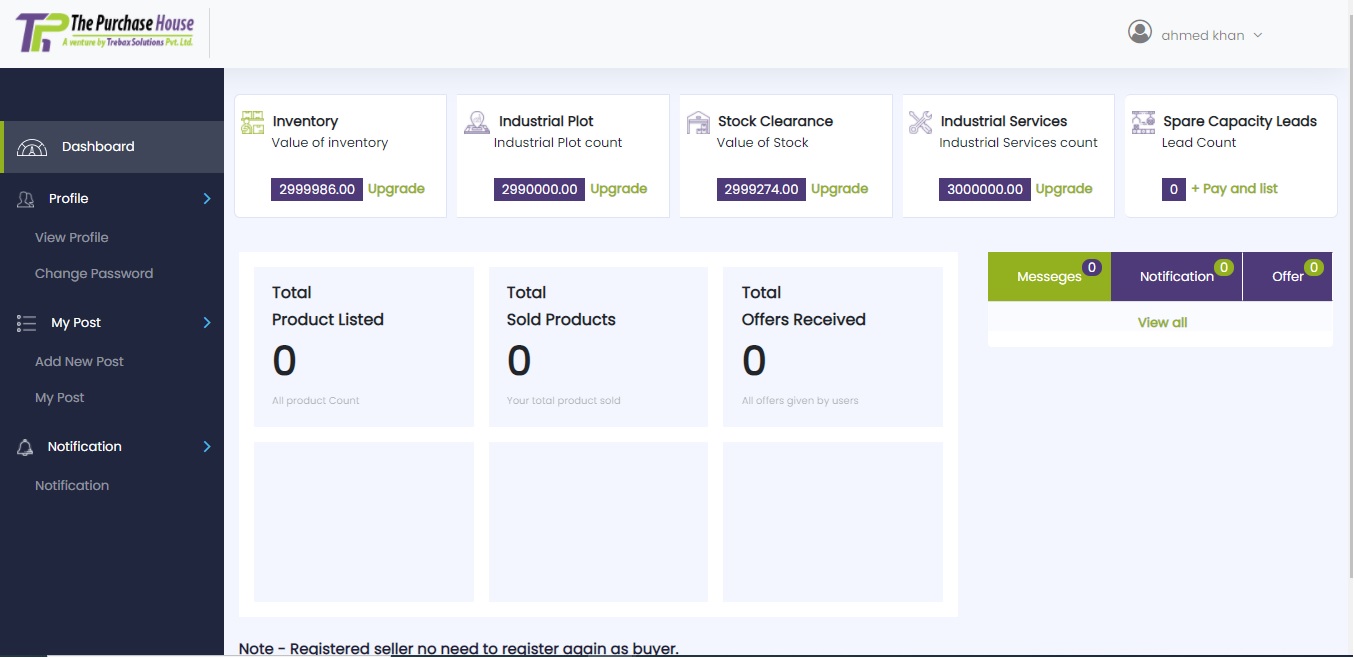 The Purchase House
A venture by Trebax Solutions Pvt. Ltd.
ahmed khan
Dashboard
Profile
View Profile
Change Password
My Post
Add New Post
My Post
Notification
Notification
Inventory
Value of inventory
2999986.00 Upgrade
Industrial Plot
Industrial Plot count
2990000.00 Upgrade
Stock Clearance
Value of Stock
2999274.00 Upgrade
Industrial Services
Industrial Services count
3000000.00 Upgrade
Spare Capacity Leads
Lead Count
0 + Pay and list
Total
Product Listed
0
All product Count
Total
Sold Products
0
Your total product sold
Total
Offers Received
0
All offers given by users
Messeges 0
Notification 0
Offer 0
View all
Note - Registered seller no need to register again as buyer.